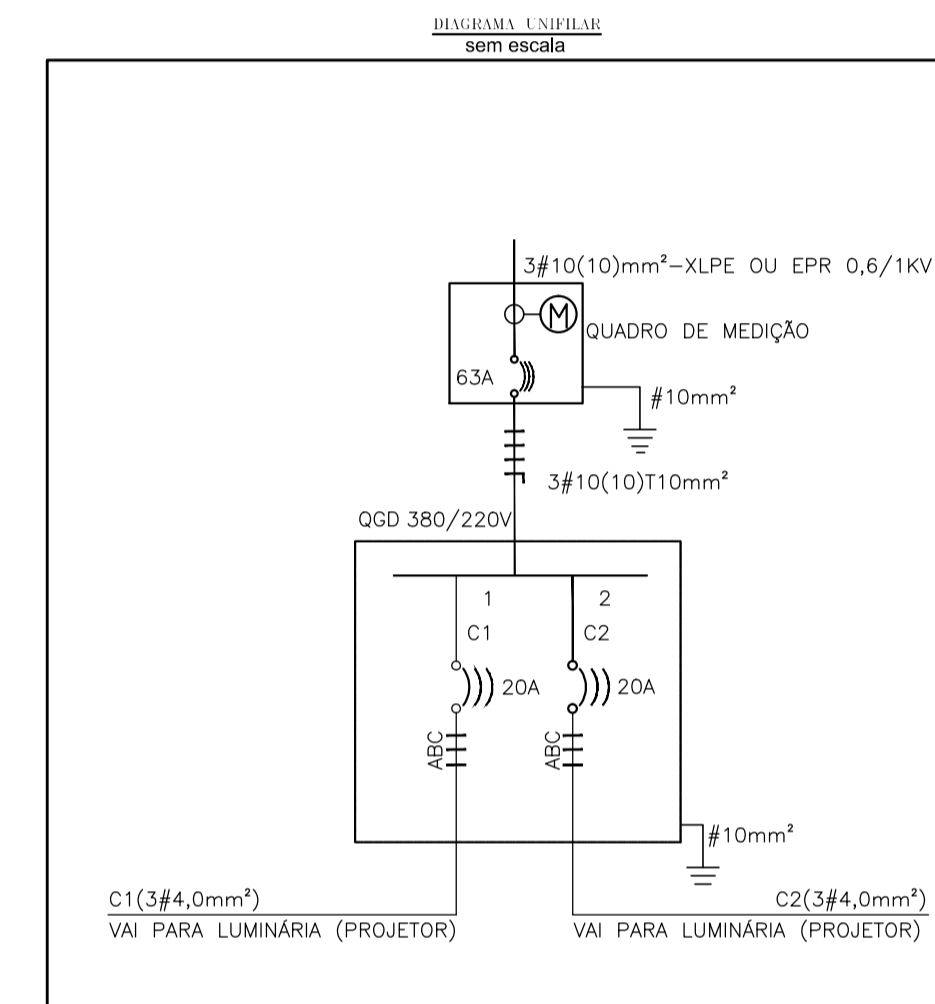 DIAGRAMA UNIFILAR
sem escala
3#10(10)mm²-XLPE OU EPR 0,6/1KV
M
QUADRO DE MEDIÇÃO
63A
#10mm²
3#10(10)T10mm²
QGD 380/220V
1
2
C1
C2
20A
20A
ABC
ABC
#10mm²
C1(3#4,0mm²)
VAI PARA LUMINÁRIA (PROJETOR)
C2(3#4,0mm²)
VAI PARA LUMINÁRIA (PROJETOR)